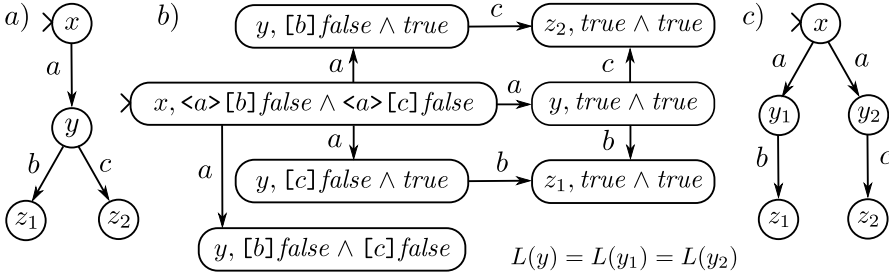 a) x b) y, [b]false ∧ true c z₂, true ∧ true c) x
a a c a a
x, <a>[b]false ∧ <a>[c]false a y, true ∧ true
y y₁ y₂
b c a a b b c
y, [c]false ∧ true b z₁, true ∧ true
z₁ z₂ z₁ z₂
y, [b]false ∧ [c]false
L(y) = L(y₁) = L(y₂)